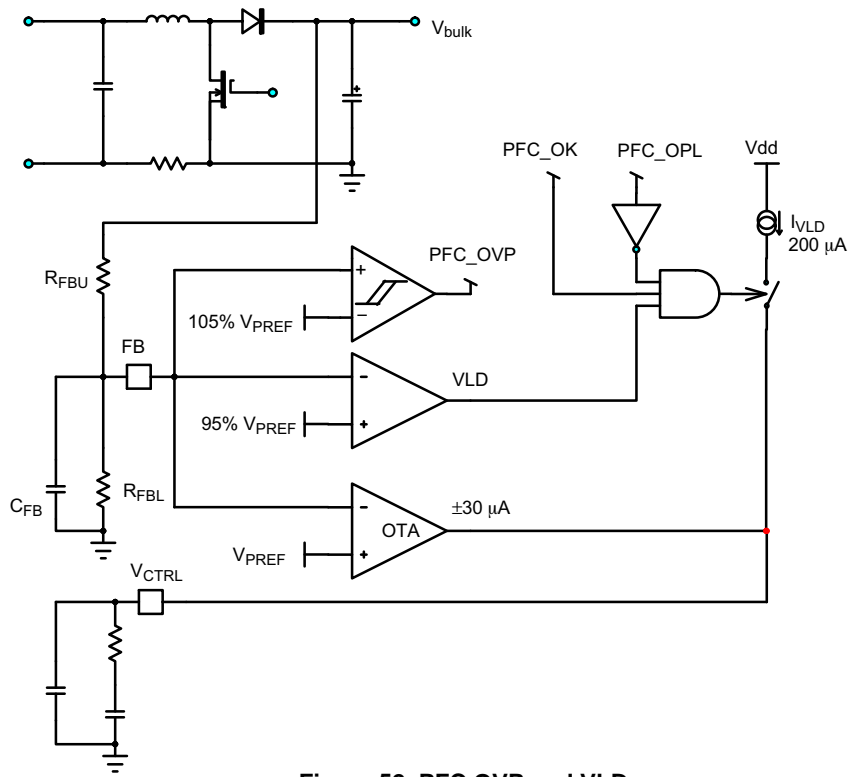 V_bulk
PFC_OK
PFC_OPL
Vdd
I_VLD
200 μA
R_FBU
PFC_OVP
+
105% V_PREF
−
FB
−
VLD
95% V_PREF
+
C_FB
R_FBL
−
±30 μA
OTA
V_PREF
+
V_CTRL